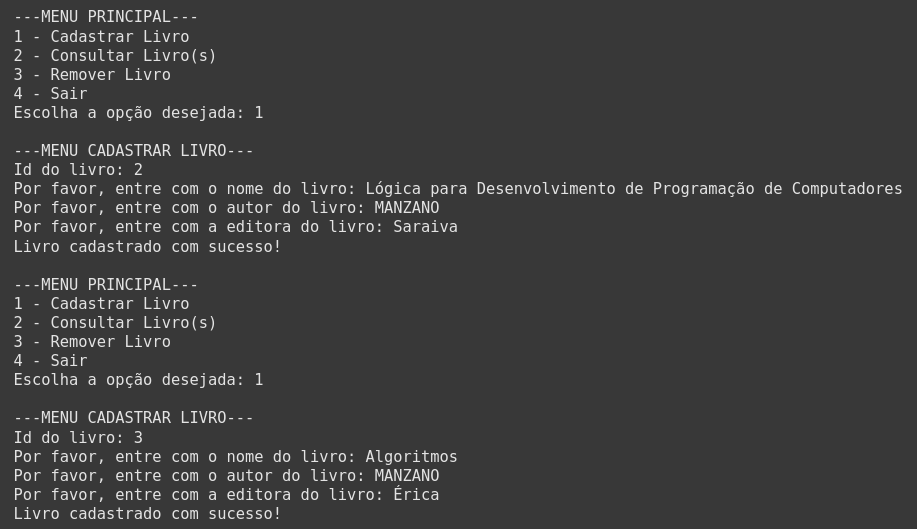 ---MENU PRINCIPAL---
1 - Cadastrar Livro
2 - Consultar Livro(s)
3 - Remover Livro
4 - Sair
Escolha a opção desejada: 1
---MENU CADASTRAR LIVRO---
Id do livro: 2
Por favor, entre com o nome do livro: Lógica para Desenvolvimento de Programação de Computadores
Por favor, entre com o autor do livro: MANZANO
Por favor, entre com a editora do livro: Saraiva
Livro cadastrado com sucesso!
---MENU PRINCIPAL---
1 - Cadastrar Livro
2 - Consultar Livro(s)
3 - Remover Livro
4 - Sair
Escolha a opção desejada: 1
---MENU CADASTRAR LIVRO---
Id do livro: 3
Por favor, entre com o nome do livro: Algoritmos
Por favor, entre com o autor do livro: MANZANO
Por favor, entre com a editora do livro: Érica
Livro cadastrado com sucesso!